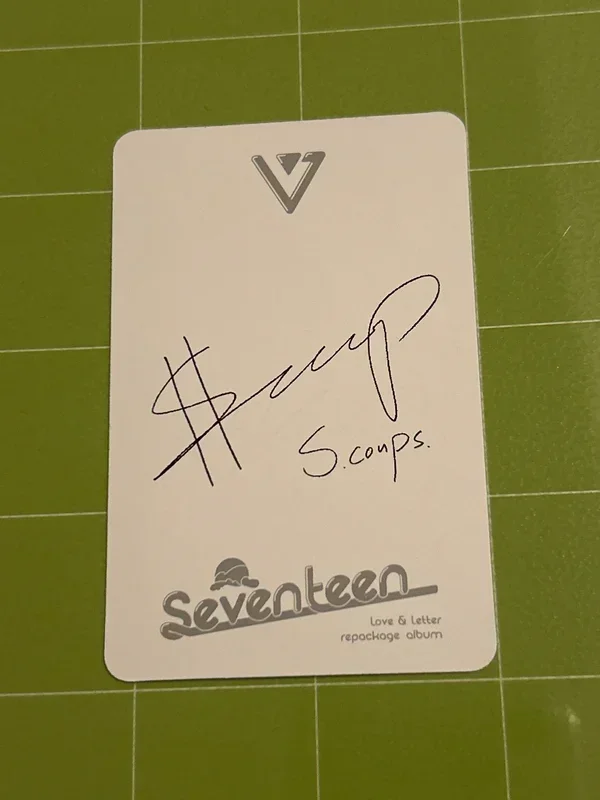 S.coups.
Seventeen
Love & Letter
repackage album